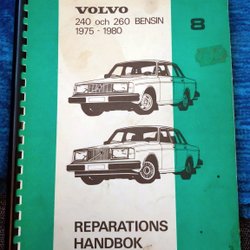 VOLVO
240 och 260 BENSIN
1975 - 1980
8
REPARATIONS
HANDBOK